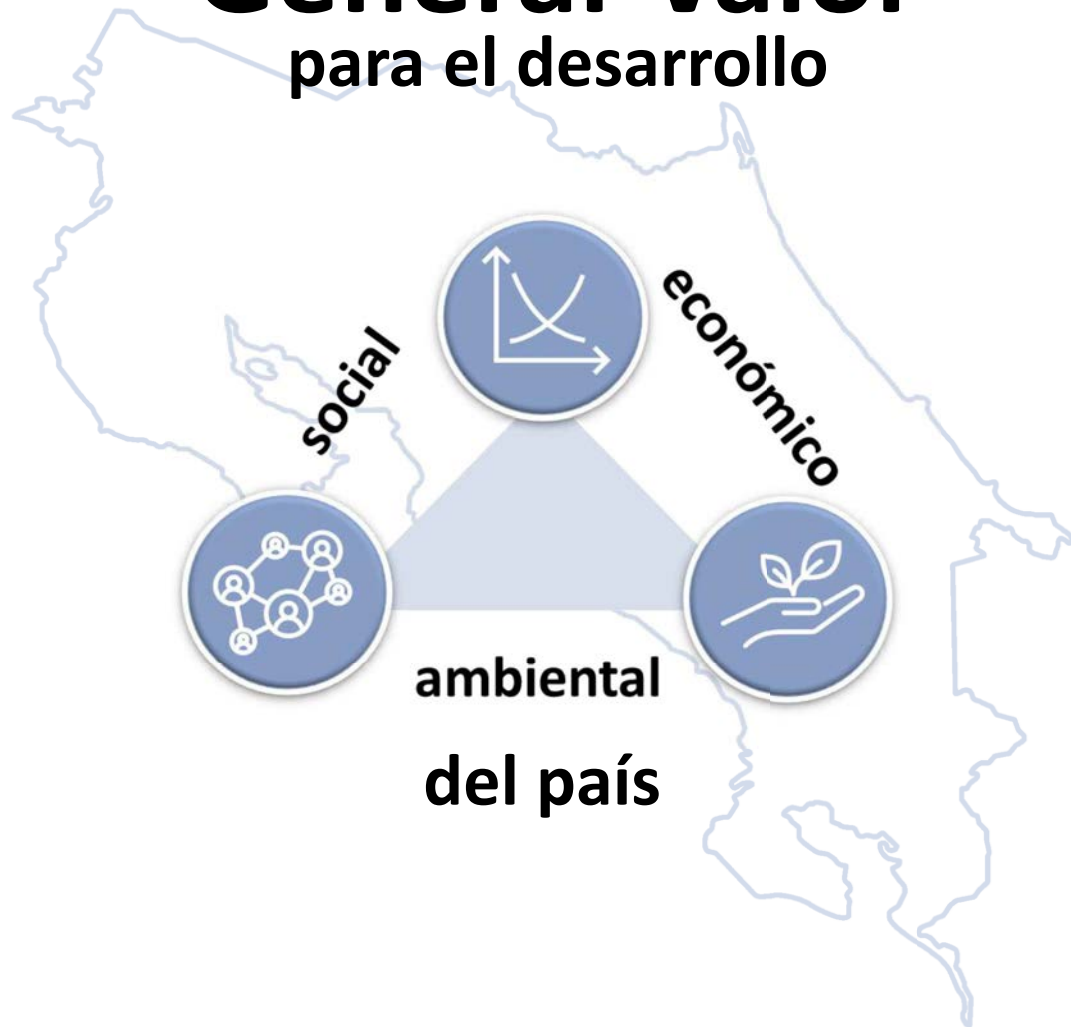 para el desarrollo
social
económico
ambiental
del país